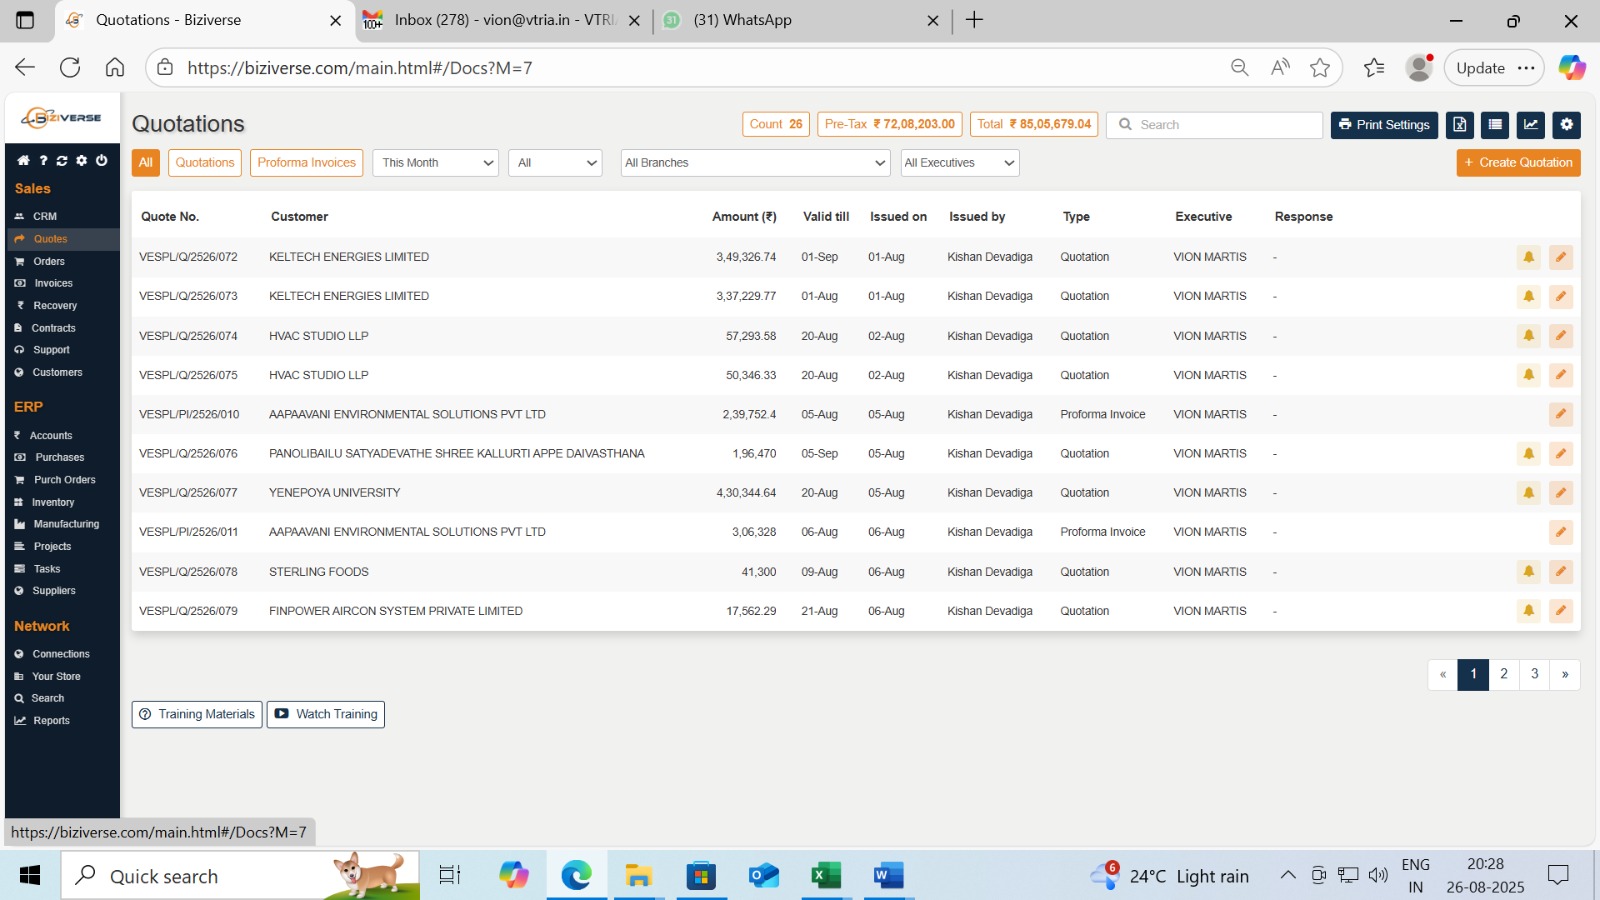 Quotations - Biziverse
Inbox (278) - vion@vtria.in - VTRI
(31) WhatsApp
https://biziverse.com/main.html#/Docs?M=7
Update
BIZIVERSE
Quotations
Count 26
Pre-Tax ₹ 72,08,203.00
Total ₹ 85,05,679.04
Search
Print Settings
All
Quotations
Proforma Invoices
This Month
All
All Branches
All Executives
+ Create Quotation
Sales
CRM
Quotes
Orders
Invoices
Recovery
Contracts
Support
Customers
ERP
Accounts
Purchases
Purch Orders
Inventory
Manufacturing
Projects
Tasks
Suppliers
Network
Connections
Your Store
Search
Reports
Quote No. Customer Amount (₹) Valid till Issued on Issued by Type Executive Response
VESPL/Q/2526/072 KELTECH ENERGIES LIMITED 3,49,326.74 01-Sep 01-Aug Kishan Devadiga Quotation VION MARTIS -
VESPL/Q/2526/073 KELTECH ENERGIES LIMITED 3,37,229.77 01-Aug 01-Aug Kishan Devadiga Quotation VION MARTIS -
VESPL/Q/2526/074 HVAC STUDIO LLP 57,293.58 20-Aug 02-Aug Kishan Devadiga Quotation VION MARTIS -
VESPL/Q/2526/075 HVAC STUDIO LLP 50,346.33 20-Aug 02-Aug Kishan Devadiga Quotation VION MARTIS -
VESPL/PI/2526/010 AAPAAVANI ENVIRONMENTAL SOLUTIONS PVT LTD 2,39,752.4 05-Aug 05-Aug Kishan Devadiga Proforma Invoice VION MARTIS -
VESPL/Q/2526/076 PANOLIBAILU SATYADEVATHE SHREE KALLURTI APPE DAIVASTHANA 1,96,470 05-Sep 05-Aug Kishan Devadiga Quotation VION MARTIS -
VESPL/Q/2526/077 YENEPOYA UNIVERSITY 4,30,344.64 20-Aug 05-Aug Kishan Devadiga Quotation VION MARTIS -
VESPL/PI/2526/011 AAPAAVANI ENVIRONMENTAL SOLUTIONS PVT LTD 3,06,328 06-Aug 06-Aug Kishan Devadiga Proforma Invoice VION MARTIS -
VESPL/Q/2526/078 STERLING FOODS 41,300 09-Aug 06-Aug Kishan Devadiga Quotation VION MARTIS -
VESPL/Q/2526/079 FINPOWER AIRCON SYSTEM PRIVATE LIMITED 17,562.29 21-Aug 06-Aug Kishan Devadiga Quotation VION MARTIS -
« 1 2 3 »
Training Materials
Watch Training
https://biziverse.com/main.html#/Docs?M=7
Quick search
6
24°C Light rain
ENG
IN
20:28
26-08-2025